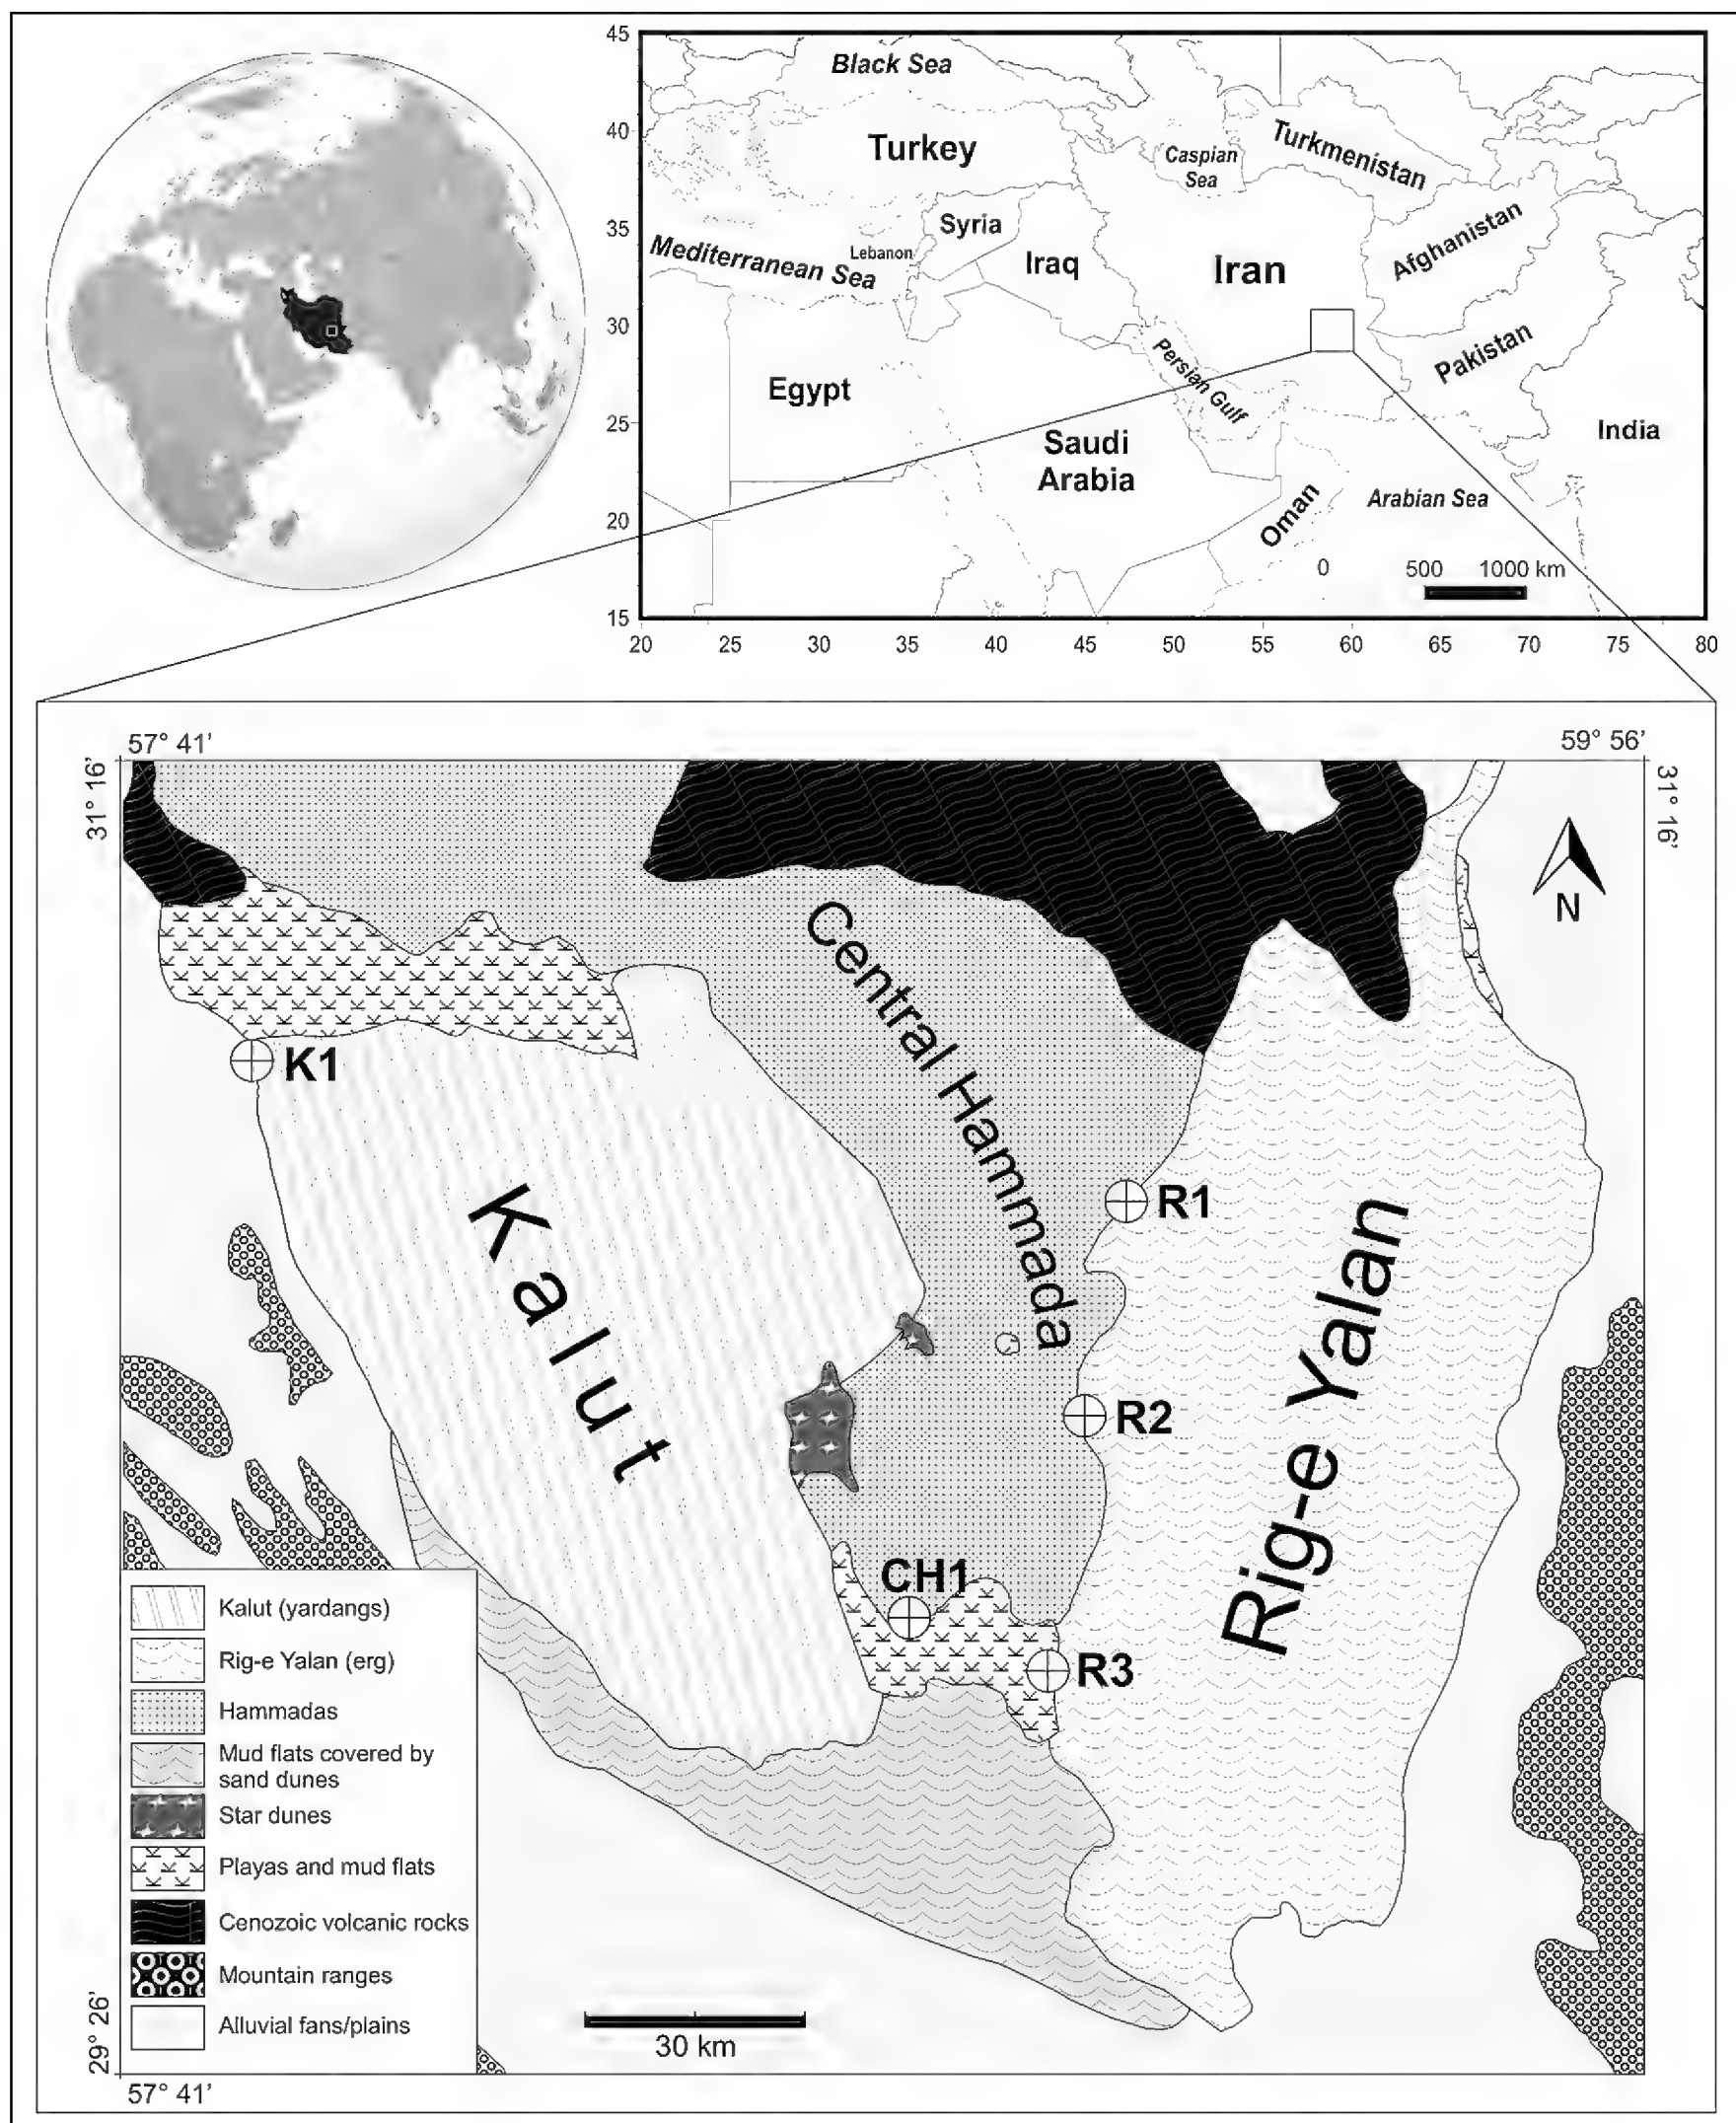 45
40
35
30
25
20
15
20
25
30
35
40
45
50
55
60
65
70
75
80
Black Sea
Turkey
Caspian
Sea
Turkmenistan
Syria
Lebanon
Mediterranean Sea
Iraq
Iran
Afghanistan
Egypt
Persian Gulf
Pakistan
Saudi
Arabia
India
Oman
Arabian Sea
0 500 1000 km
57° 41’
59° 56’
31° 16’
31° 16’
N
Central Hammada
K1
Kalut
R1
R2
Rig-e Yalan
CH1
R3
Kalut (yardangs)
Rig-e Yalan (erg)
Hammadas
Mud flats covered by
sand dunes
Star dunes
Playas and mud flats
Cenozoic volcanic rocks
Mountain ranges
Alluvial fans/plains
30 km
29° 26’
57° 41’